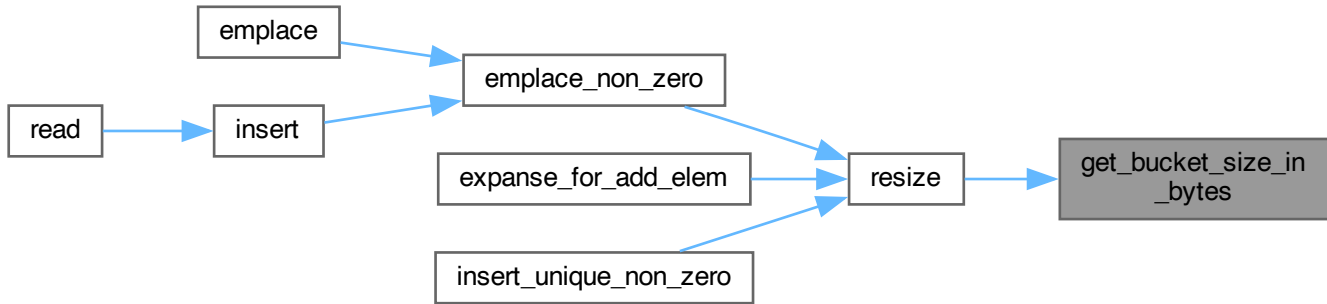 emplace
emplace_non_zero
read
insert
expanse_for_add_elem
resize
get_bucket_size_in
_bytes
insert_unique_non_zero